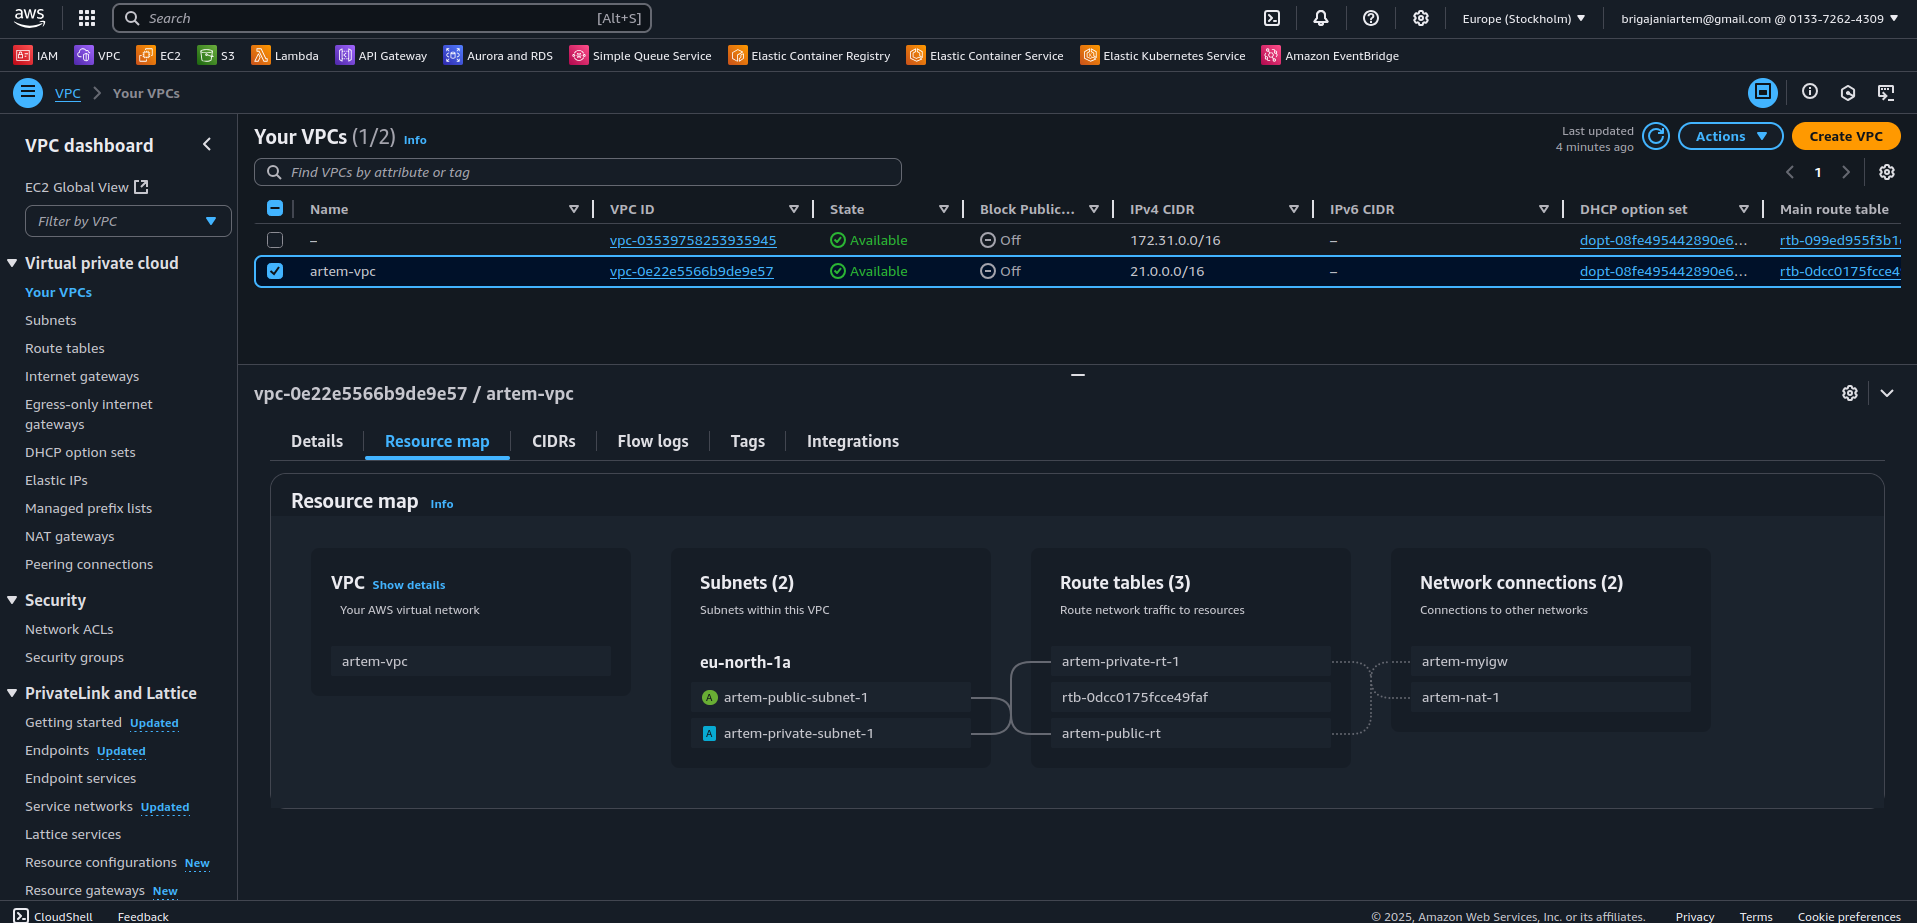 aws
Search [Alt+S]
Europe (Stockholm)
brigajaniartem@gmail.com @ 0133-7262-4309
IAM VPC EC2 S3 Lambda API Gateway Aurora and RDS Simple Queue Service Elastic Container Registry Elastic Container Service Elastic Kubernetes Service Amazon EventBridge
VPC Your VPCs
VPC dashboard
EC2 Global View
Filter by VPC
Virtual private cloud
Your VPCs
Subnets
Route tables
Internet gateways
Egress-only internet
gateways
DHCP option sets
Elastic IPs
Managed prefix lists
NAT gateways
Peering connections
Security
Network ACLs
Security groups
PrivateLink and Lattice
Getting started Updated
Endpoints Updated
Endpoint services
Service networks Updated
Lattice services
Resource configurations New
Resource gateways New
Your VPCs (1/2) Info
Last updated
4 minutes ago
Actions
Create VPC
Find VPCs by attribute or tag
1
Name VPC ID State Block Public... IPv4 CIDR IPv6 CIDR DHCP option set Main route table
– vpc-03539758253935945 Available Off 172.31.0.0/16 – dopt-08fe495442890e6... rtb-099ed955f3b1
artem-vpc vpc-0e22e5566b9de9e57 Available Off 21.0.0.0/16 – dopt-08fe495442890e6... rtb-0dcc0175fcce4
vpc-0e22e5566b9de9e57 / artem-vpc
Details Resource map CIDRs Flow logs Tags Integrations
Resource map Info
VPC Show details
Your AWS virtual network
artem-vpc
Subnets (2)
Subnets within this VPC
eu-north-1a
A artem-public-subnet-1
A artem-private-subnet-1
Route tables (3)
Route network traffic to resources
artem-private-rt-1
rtb-0dcc0175fcce49faf
artem-public-rt
Network connections (2)
Connections to other networks
artem-myigw
artem-nat-1
CloudShell Feedback
© 2025, Amazon Web Services, Inc. or its affiliates. Privacy Terms Cookie preferences